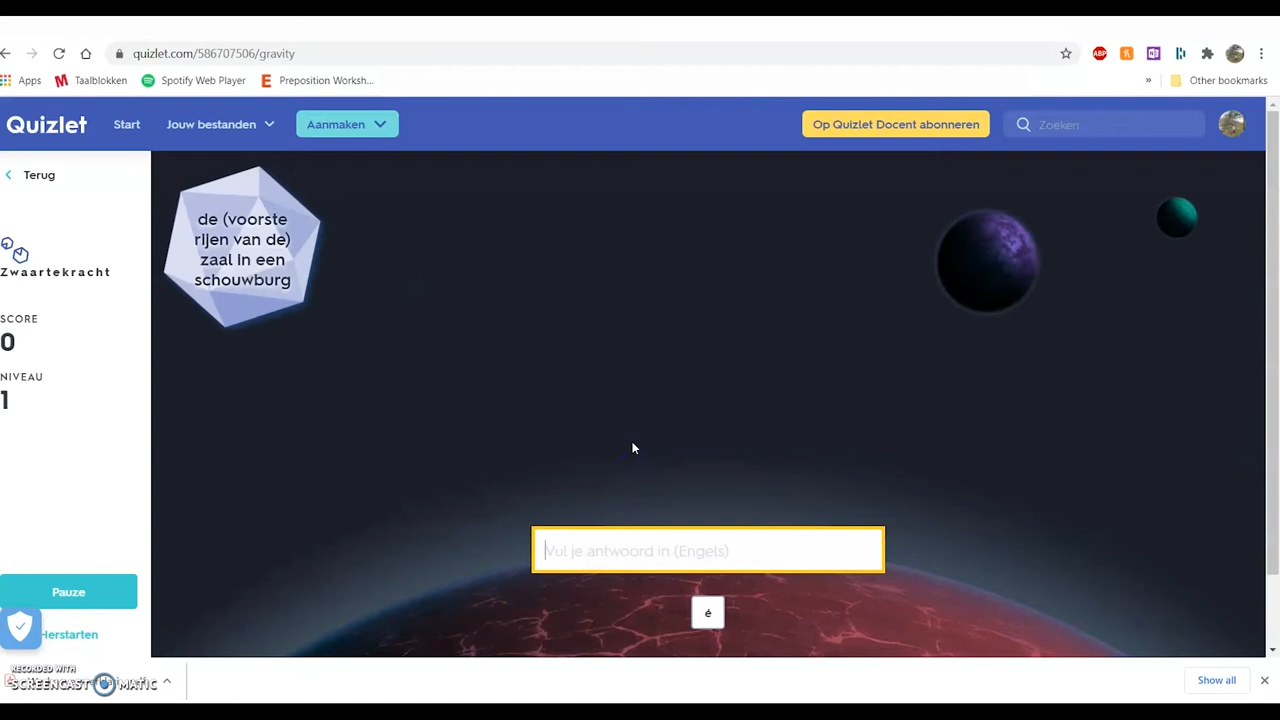 quizlet.com/586707506/gravity
Apps
Taalblokken
Spotify Web Player
Preposition Worksh...
»
Other bookmarks
Quizlet
Start
Jouw bestanden
Aanmaken
Op Quizlet Docent abonneren
Zoeken
Terug
de (voorste
rijen van de)
zaal in een
schouwburg
Zwaartekracht
SCORE
0
NIVEAU
1
Vul je antwoord in (Engels)
Pauze
é
Herstarten
RECORDED WITH
SCREENCAST MATIC
Show all